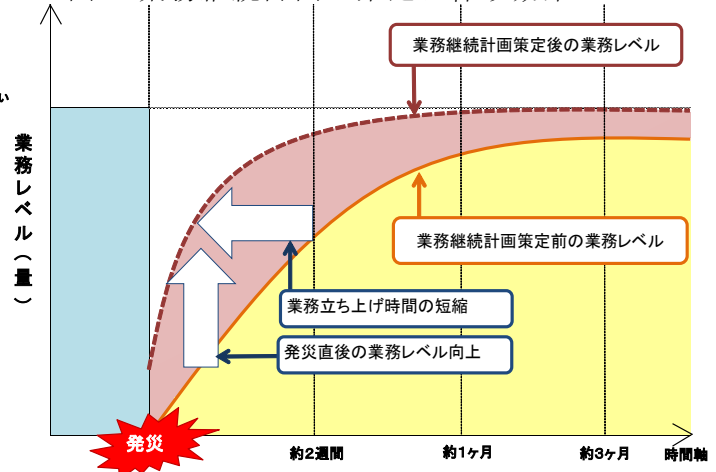 業務継続計画策定後の業務レベル
い
業務レベル（量）
業務継続計画策定前の業務レベル
業務立ち上げ時間の短縮
発災直後の業務レベル向上
発災
約2週間
約1ヶ月
約3ヶ月
時間軸